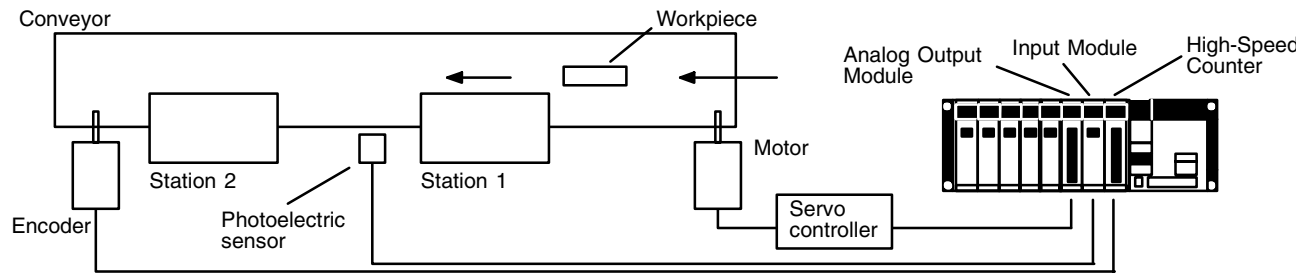 Conveyor
Workpiece
Analog Output
Module
Input Module
High-Speed
Counter
Station 2
Station 1
Motor
Encoder
Photoelectric
sensor
Servo
controller